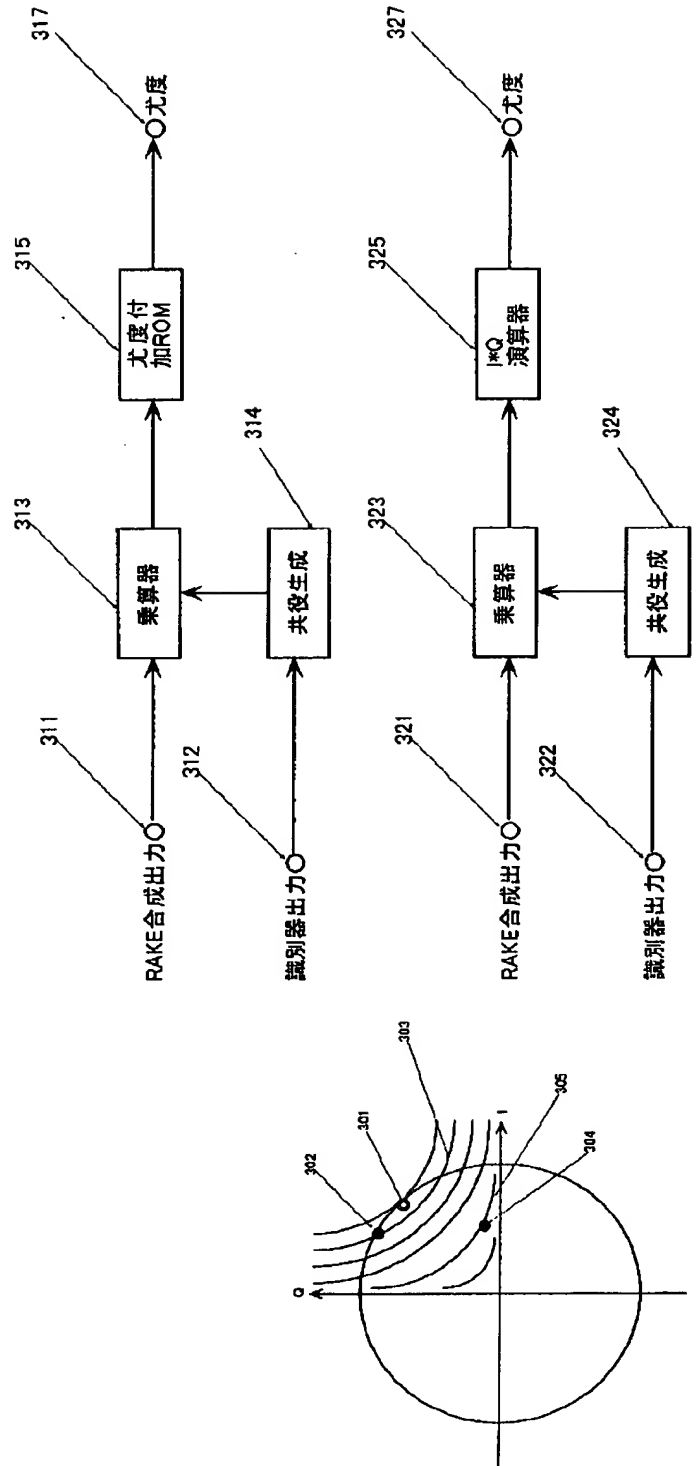 311
RAKE合成出力
312
識別器出力
313
乗算器
314
共役生成
315
尤度付
加ROM
317
尤度
321
RAKE合成出力
322
識別器出力
323
乗算器
324
共役生成
325
I*Q
演算器
327
尤度
Q
I
302
301
303
305
304